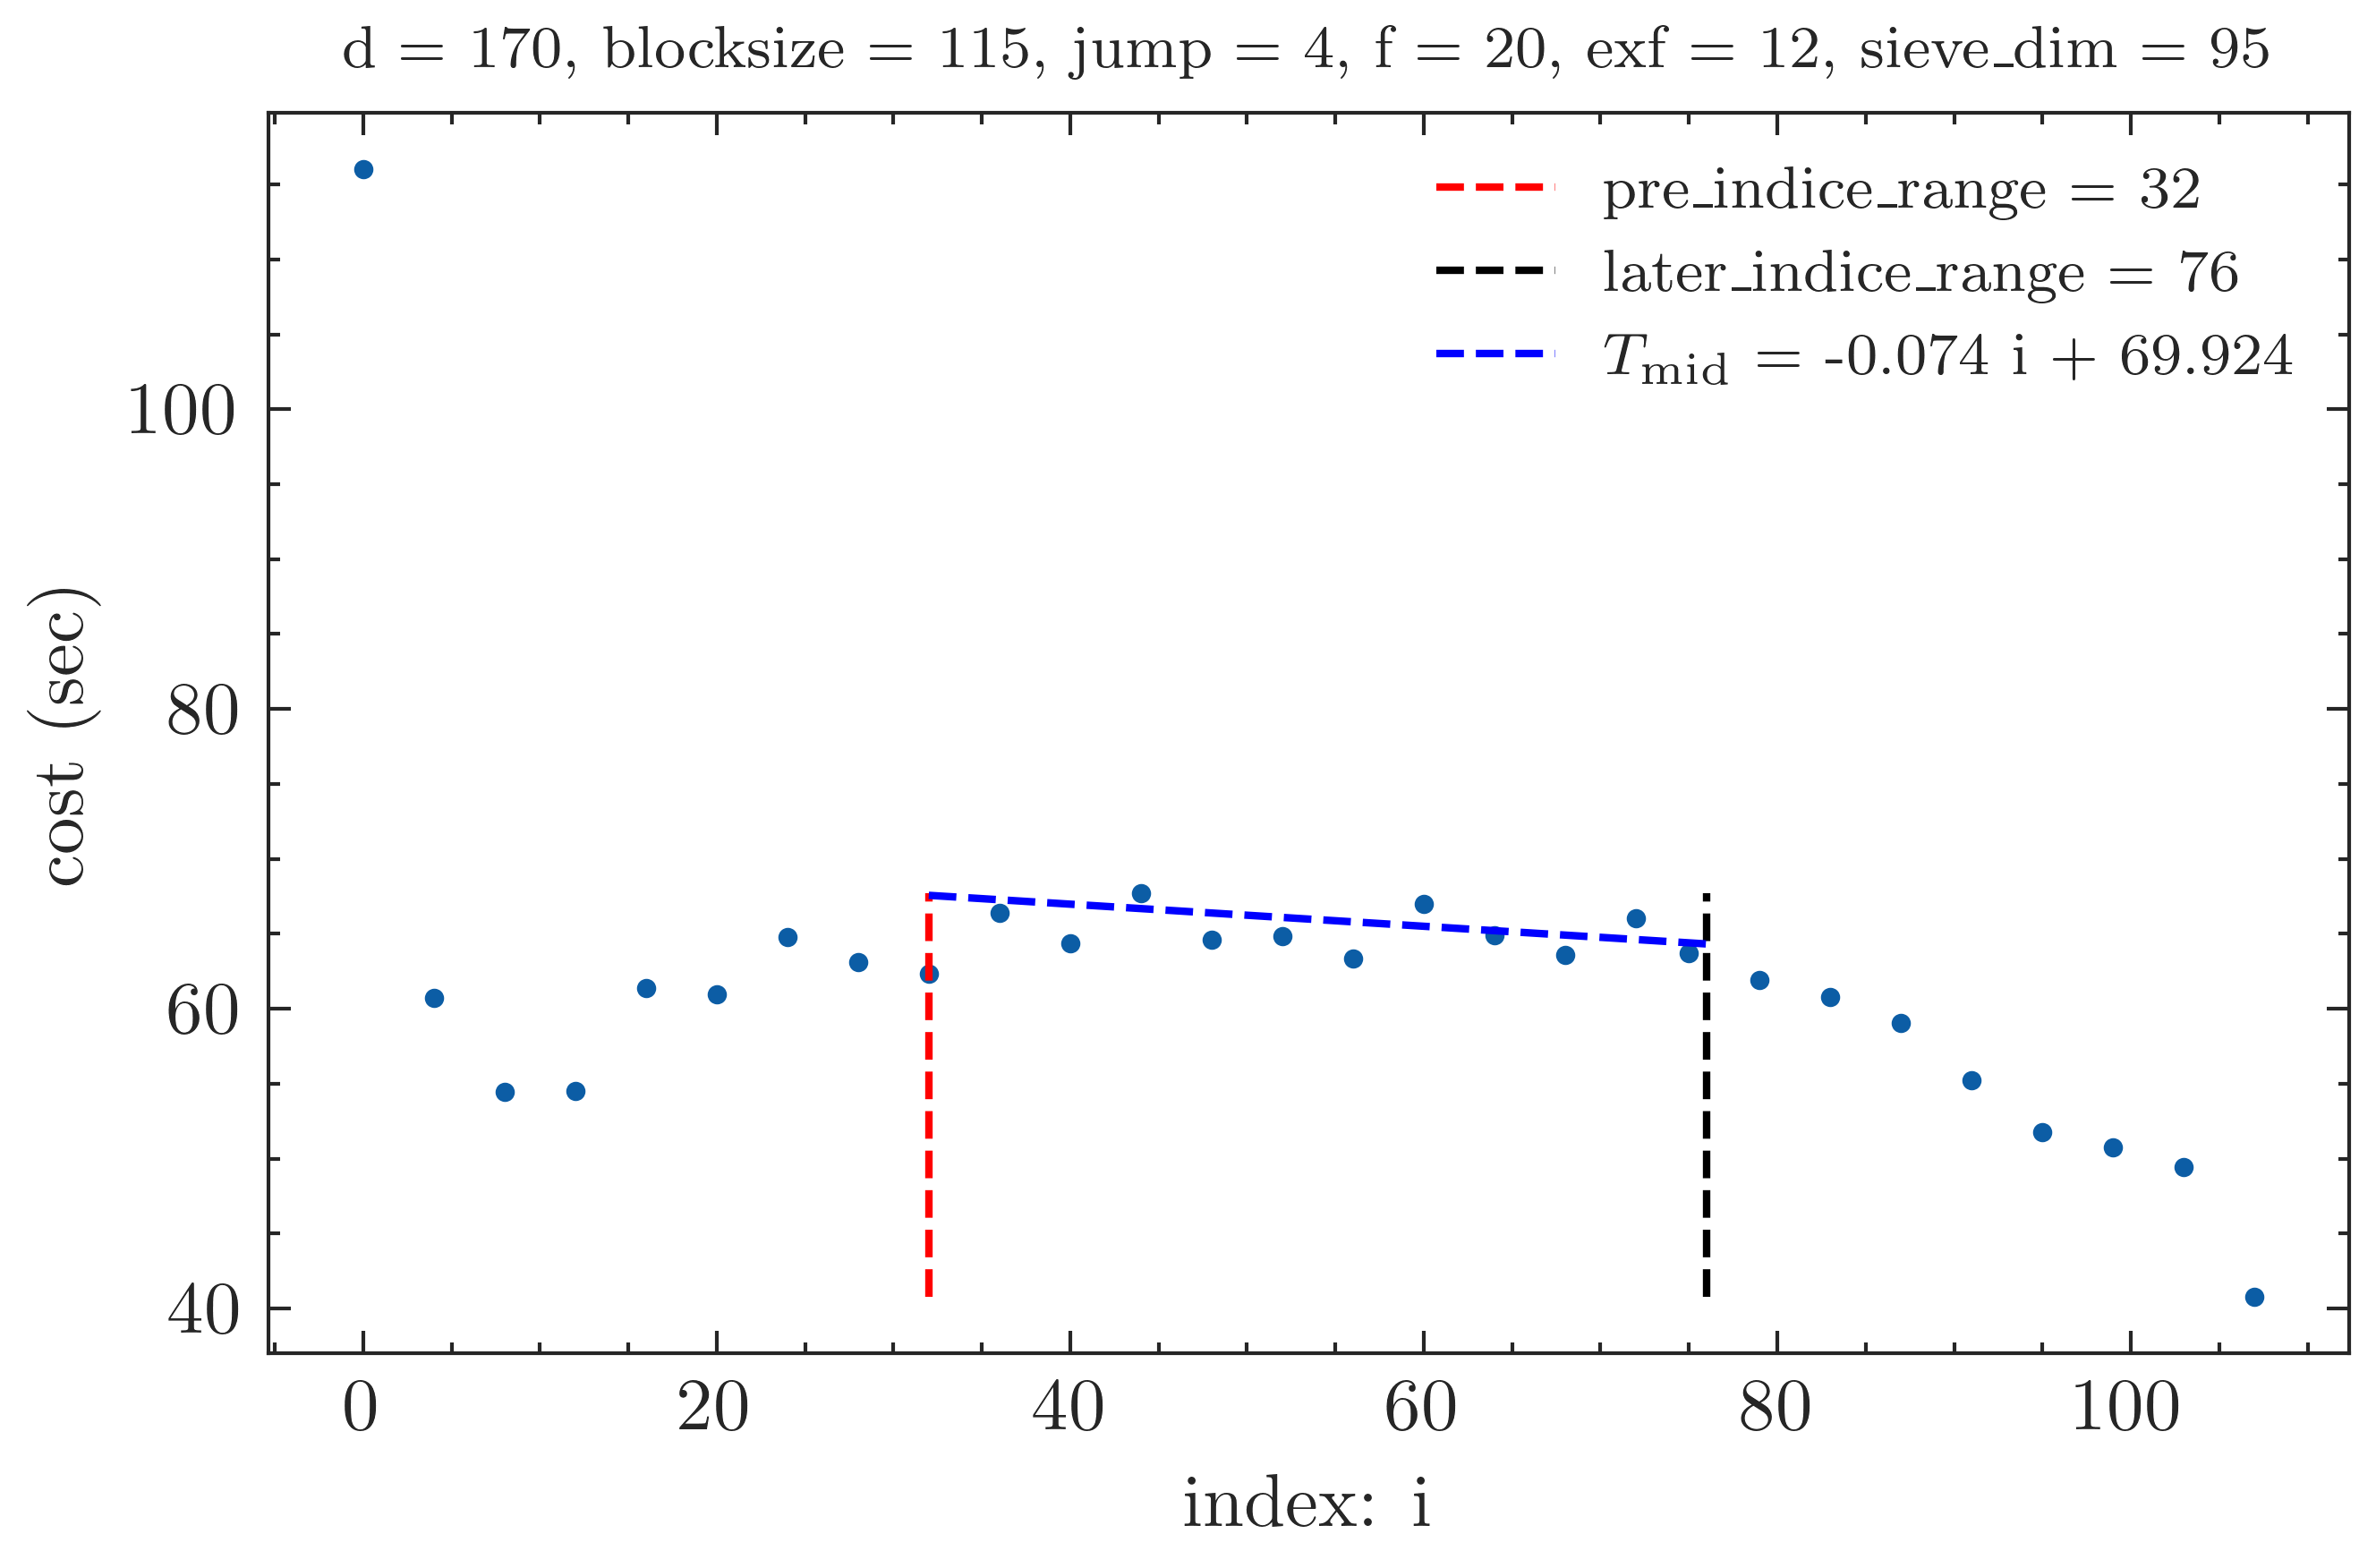 d = 170, blocksize = 115, jump = 4, f = 20, exf = 12, sieve_dim = 95
pre_indice_range = 32
later_indice_range = 76
T_mid = -0.074 i + 69.924
100
80
60
40
cost (sec)
0 20 40 60 80 100
index: i